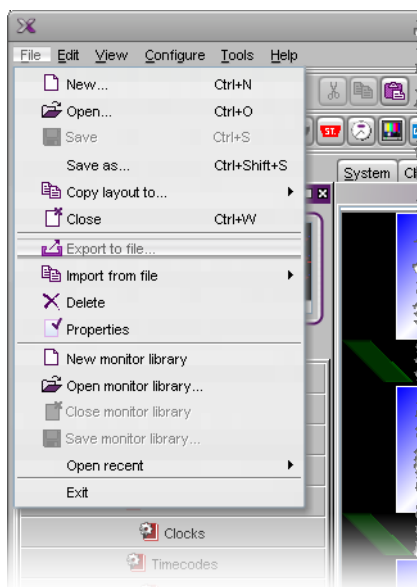 File Edit View Configure Tools Help
New... Ctrl+N
Open... Ctrl+O
Save Ctrl+S
Save as... Ctrl+Shift+S
Copy layout to...
Close Ctrl+W
Export to file...
Import from file
Delete
Properties
New monitor library
Open monitor library...
Close monitor library
Save monitor library...
Open recent
Exit
ST.
System
Clocks
Timecodes